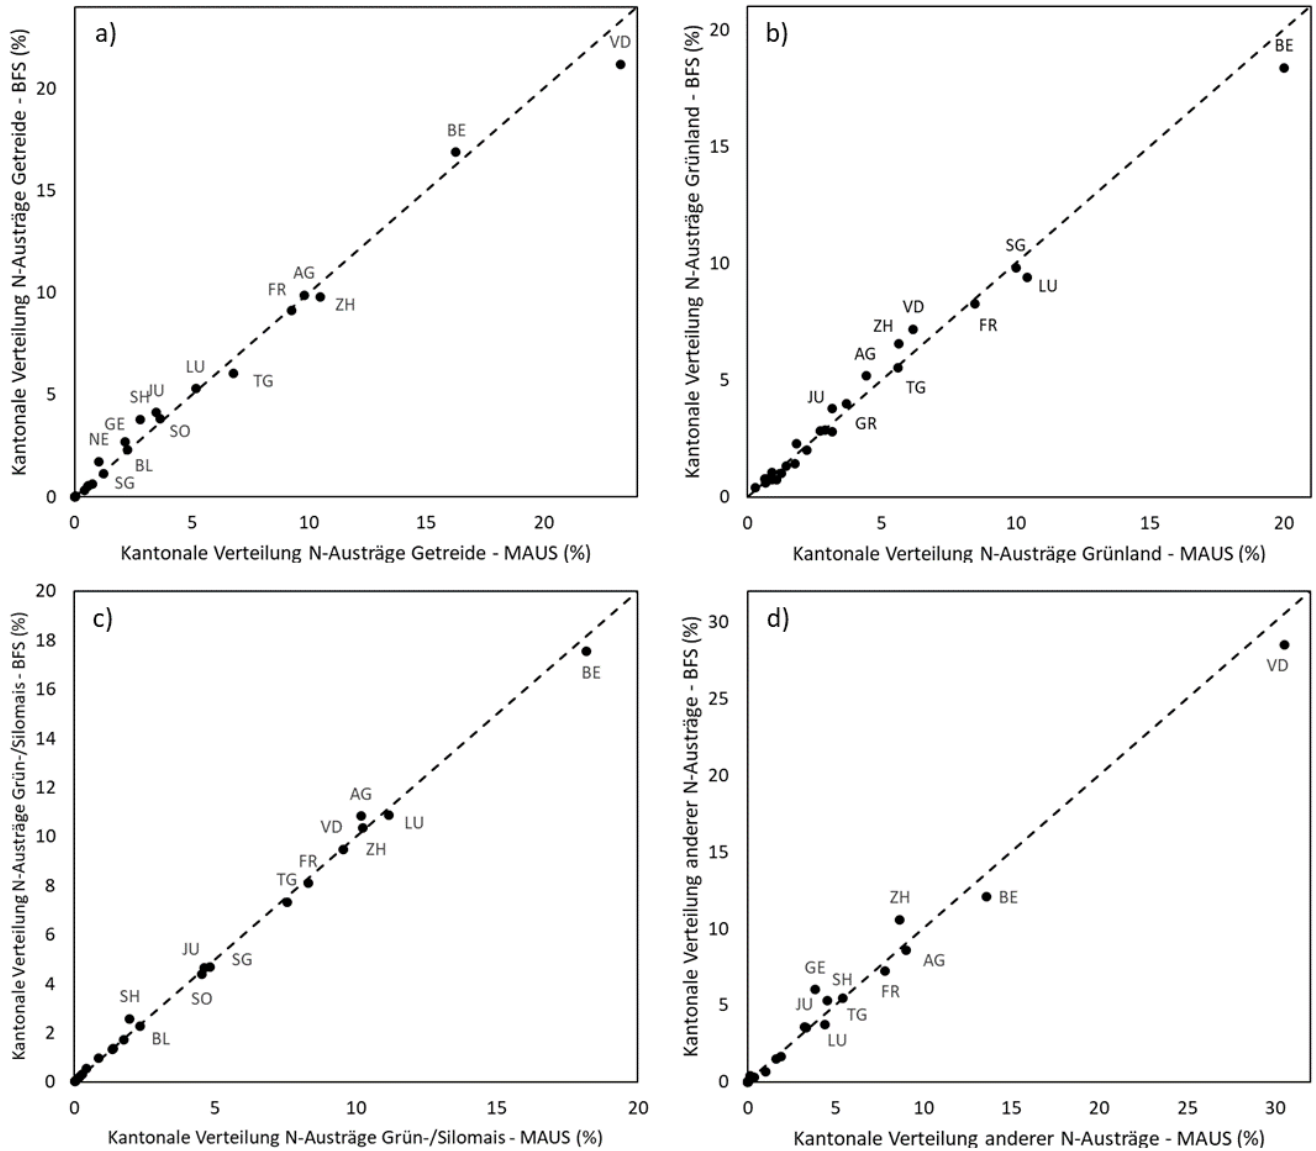 a)
Kantonale Verteilung N-Austräge Getreide - BFS (%)
20
15
10
5
0
VD
BE
AG
FR
ZH
LU
TG
SH
JU
GE
SO
NE
BL
SG
0 5 10 15 20
Kantonale Verteilung N-Austräge Getreide - MAUS (%)
b)
Kantonale Verteilung N-Austräge Grünland - BFS (%)
20
15
10
5
0
BE
SG
LU
VD
ZH
FR
AG
TG
JU
GR
0 5 10 15 20
Kantonale Verteilung N-Austräge Grünland - MAUS (%)
c)
Kantonale Verteilung N-Austräge Grün-/Silomais - BFS (%)
20
18
16
14
12
10
8
6
4
2
0
BE
AG
VD
LU
ZH
FR
TG
JU
SG
SO
SH
BL
0 5 10 15 20
Kantonale Verteilung N-Austräge Grün-/Silomais - MAUS (%)
d)
Kantonale Verteilung anderer N-Austräge - BFS (%)
30
25
20
15
10
5
0
VD
ZH
BE
AG
GE
SH
FR
JU
TG
LU
0 5 10 15 20 25 30
Kantonale Verteilung anderer N-Austräge - MAUS (%)